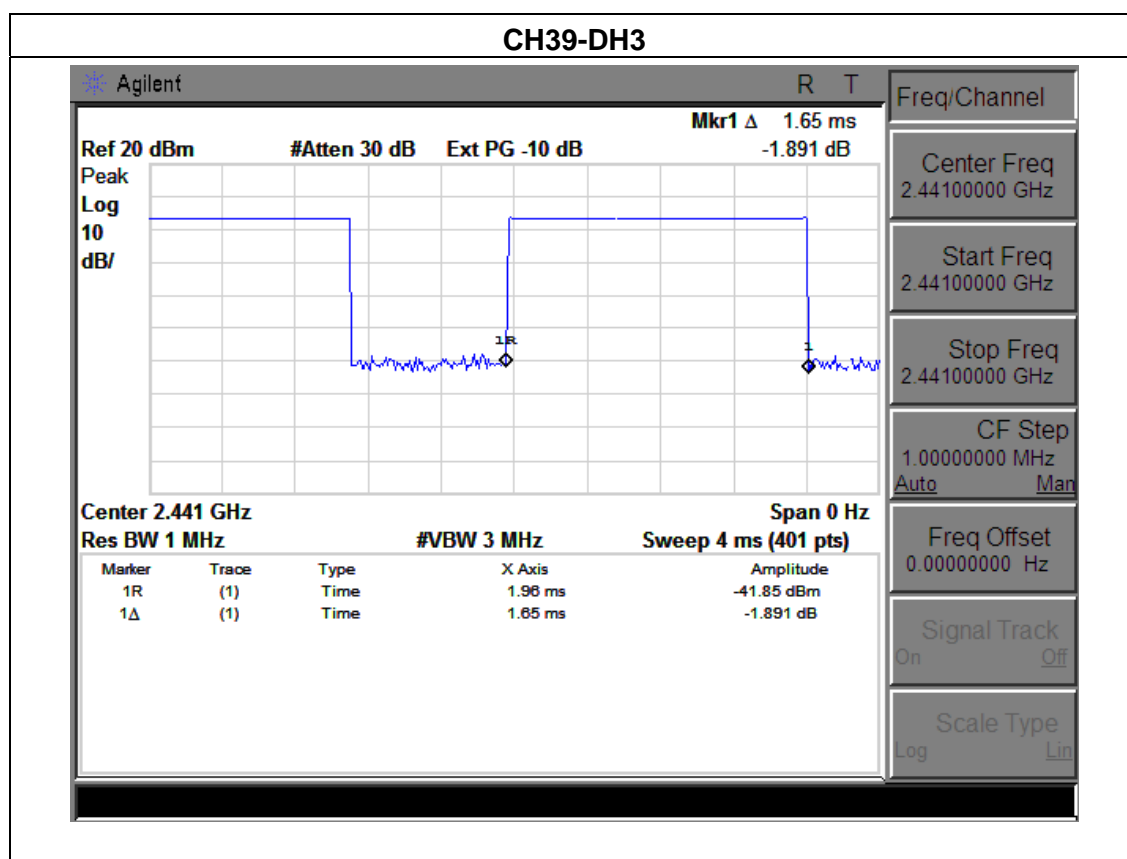 CH39-DH3
Agilent R T
Mkr1 Δ 1.65 ms
Ref 20 dBm #Atten 30 dB Ext PG -10 dB -1.891 dB
Peak
Log
10
dB/
1R
1
Center 2.441 GHz Span 0 Hz
Res BW 1 MHz #VBW 3 MHz Sweep 4 ms (401 pts)
Marker Trace Type X Axis Amplitude
1R (1) Time 1.96 ms -41.85 dBm
1Δ (1) Time 1.65 ms -1.891 dB
Freq/Channel
Center Freq
2.44100000 GHz
Start Freq
2.44100000 GHz
Stop Freq
2.44100000 GHz
CF Step
1.00000000 MHz
Auto Man
Freq Offset
0.00000000 Hz
Signal Track
On Off
Scale Type
Log Lin